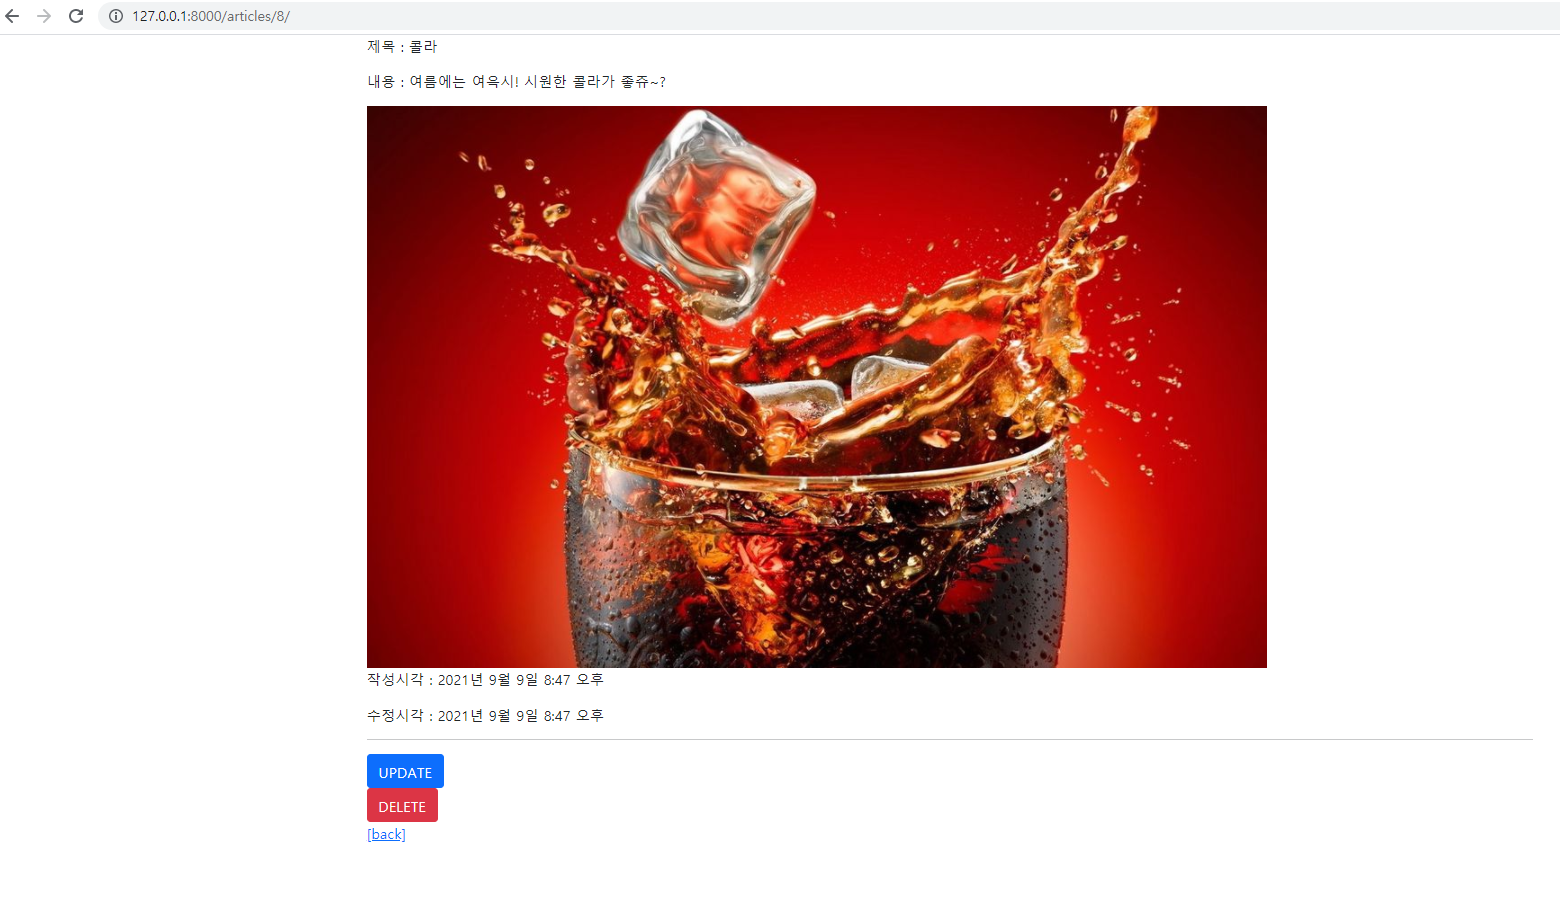 127.0.0.1:8000/articles/8/
제목 : 콜라
내용 : 여름에는 여윽시! 시원한 콜라가 좋쥬~?
작성시각 : 2021년 9월 9일 8:47 오후
수정시각 : 2021년 9월 9일 8:47 오후
UPDATE
DELETE
[back]